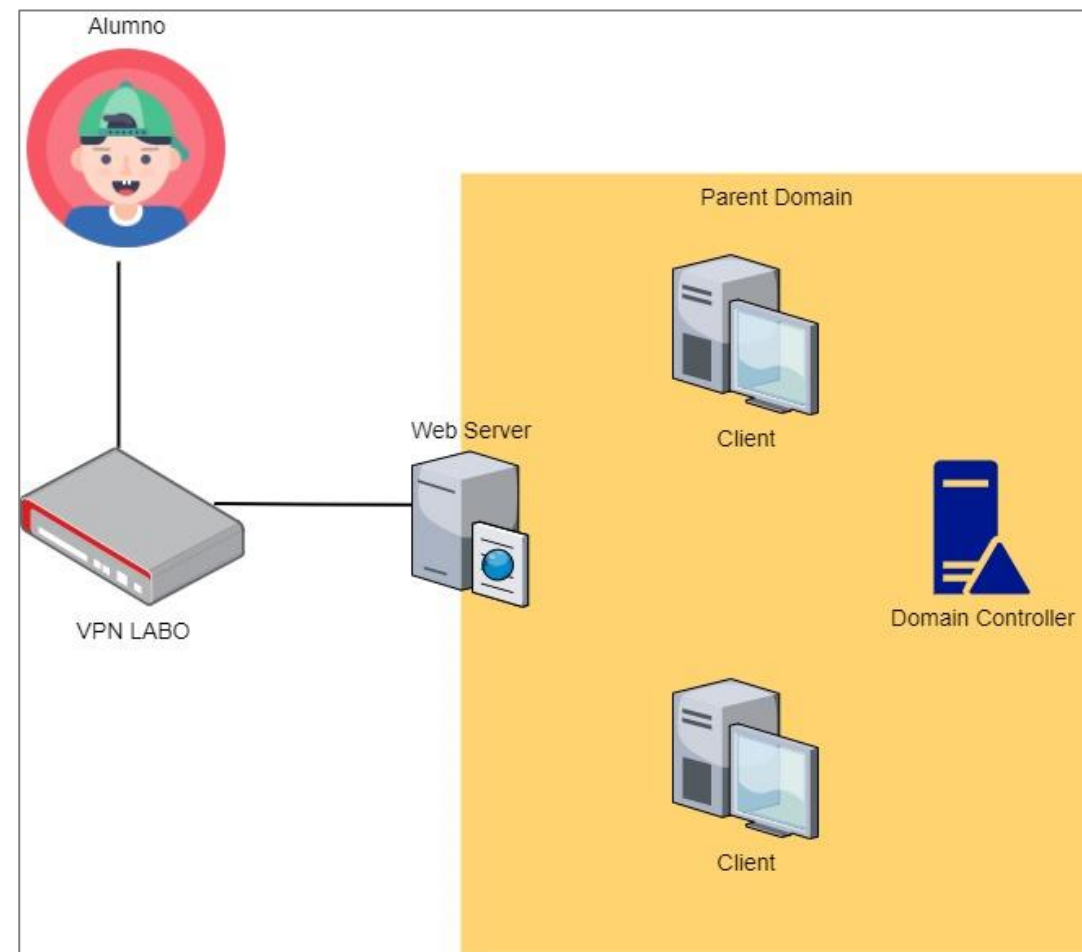 Alumno
Parent Domain
Web Server
Client
VPN LABO
Domain Controller
Client